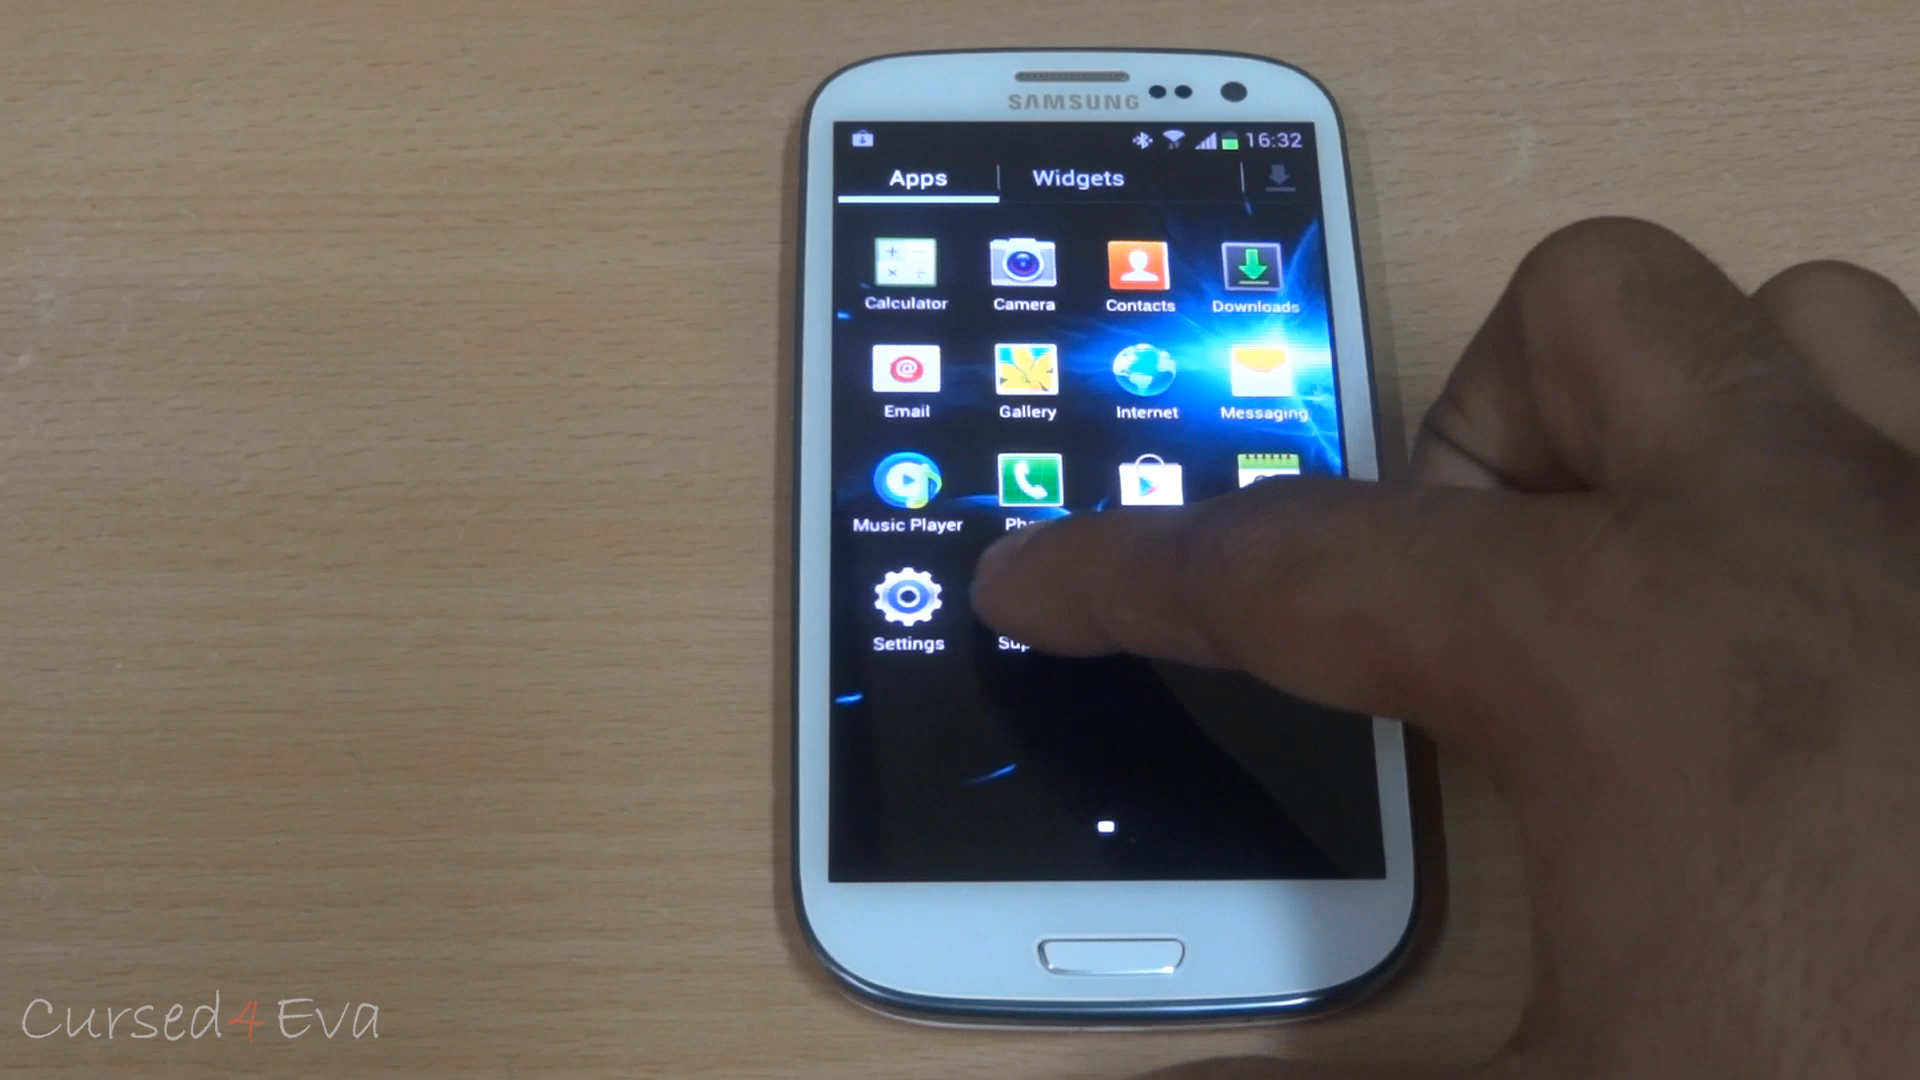 SAMSUNG
16:32
Apps Widgets
Calculator Camera Contacts Downloads
Email Gallery Internet Messaging
Music Player
Settings
Cursed4Eva